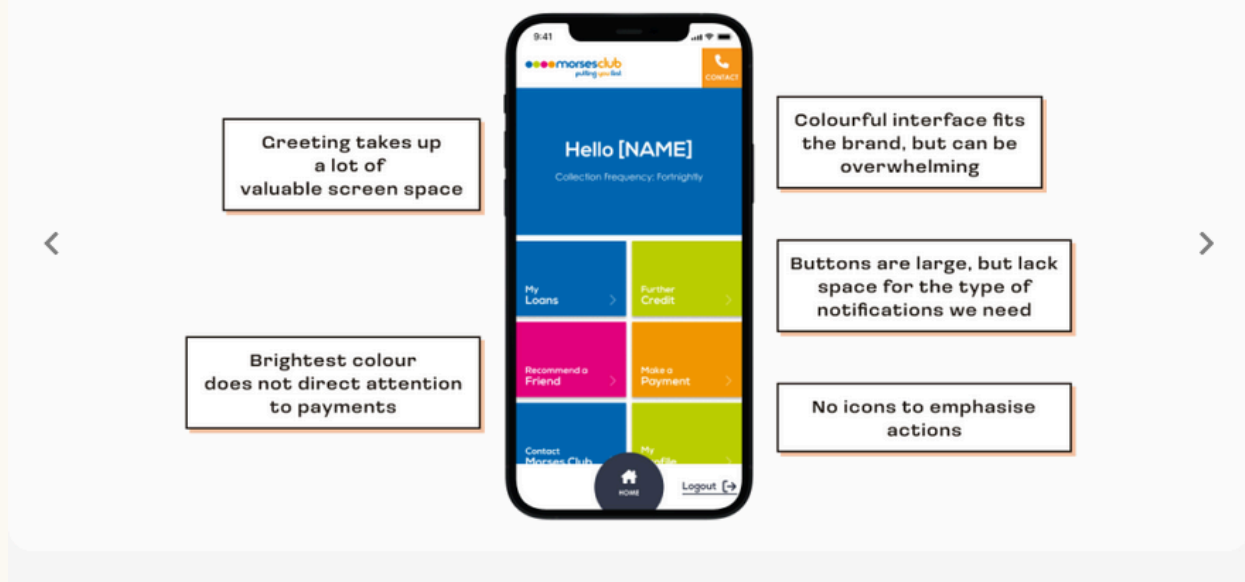 Greeting takes up
a lot of
valuable screen space
Brightest colour
does not direct attention
to payments
9:41
morsesclub
putting you first
CONTACT
Hello [NAME]
Collection Frequency: Fortnightly
My
Loans
Further
Credit
Recommend a
Friend
Make a
Payment
Contact
Morses Club
My
Profile
HOME
Logout
Colourful interface fits
the brand, but can be
overwhelming
Buttons are large, but lack
space for the type of
notifications we need
No icons to emphasise
actions